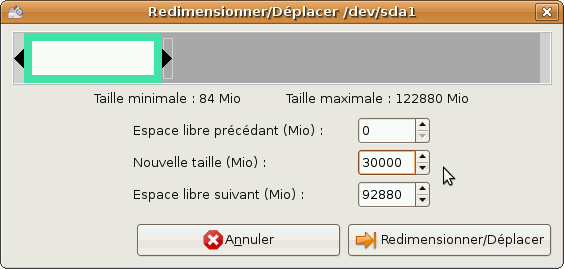 Redimensionner/Déplacer /dev/sda1
Taille minimale : 84 Mio Taille maximale : 122880 Mio
Espace libre précédant (Mio) : 0
Nouvelle taille (Mio) : 30000
Espace libre suivant (Mio) : 92880
Annuler Redimensionner/Déplacer